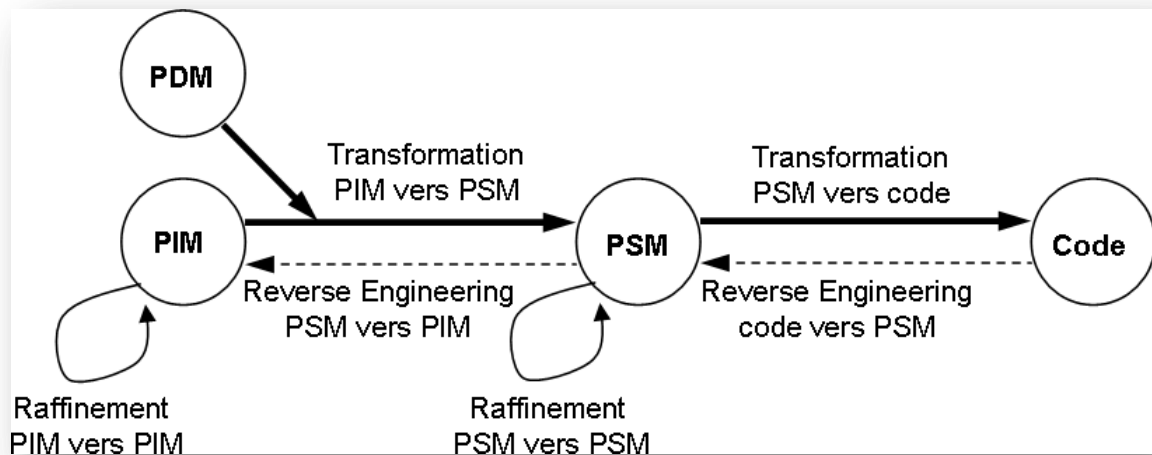 PDM
Transformation
PIM vers PSM
Transformation
PSM vers code
PIM
PSM
Code
Reverse Engineering
PSM vers PIM
Reverse Engineering
code vers PSM
Raffinement
PIM vers PIM
Raffinement
PSM vers PSM